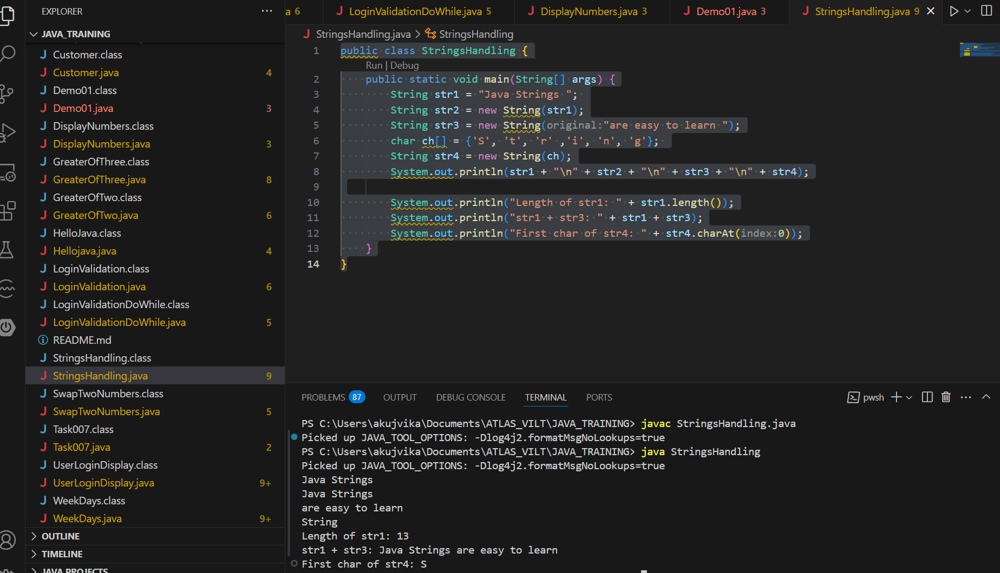 EXPLORER
JAVA_TRAINING
Customer.class
Customer.java 4
Demo01.class
Demo01.java 3
DisplayNumbers.class
DisplayNumbers.java 3
GreaterOfThree.class
GreaterOfThree.java 8
GreaterOfTwo.class
GreaterOfTwo.java 6
HelloJava.class
Hellojava.java 4
LoginValidation.class
LoginValidation.java 6
LoginValidationDoWhile.class
LoginValidationDoWhile.java 5
README.md
StringsHandling.class
StringsHandling.java 9
SwapTwoNumbers.class
SwapTwoNumbers.java 5
Task007.class
Task007.java 2
UserLoginDisplay.class
UserLoginDisplay.java 9+
WeekDays.class
WeekDays.java 9+
OUTLINE
TIMELINE
JAVA PROJECTS
a 6 LoginValidationDoWhile.java 5 DisplayNumbers.java 3 Demo01.java 3 StringsHandling.java 9
StringsHandling.java > StringsHandling
1 public class StringsHandling {
Run | Debug
2 public static void main(String[] args) {
3 String str1 = "Java Strings ";
4 String str2 = new String(str1);
5 String str3 = new String(original:"are easy to learn ");
6 char ch[] = {'S', 't', 'r' ,'i', 'n', 'g'};
7 String str4 = new String(ch);
8 System.out.println(str1 + "\n" + str2 + "\n" + str3 + "\n" + str4);
9
10 System.out.println("Length of str1: " + str1.length());
11 System.out.println("str1 + str3: " + str1 + str3);
12 System.out.println("First char of str4: " + str4.charAt(index:0));
13 }
14 }
PROBLEMS 87 OUTPUT DEBUG CONSOLE TERMINAL PORTS pwsh
PS C:\Users\akujvika\Documents\ATLAS_VILT\JAVA_TRAINING> javac StringsHandling.java
Picked up JAVA_TOOL_OPTIONS: -Dlog4j2.formatMsgNoLookups=true
PS C:\Users\akujvika\Documents\ATLAS_VILT\JAVA_TRAINING> java StringsHandling
Picked up JAVA_TOOL_OPTIONS: -Dlog4j2.formatMsgNoLookups=true
Java Strings
Java Strings
are easy to learn
String
Length of str1: 13
str1 + str3: Java Strings are easy to learn
First char of str4: S